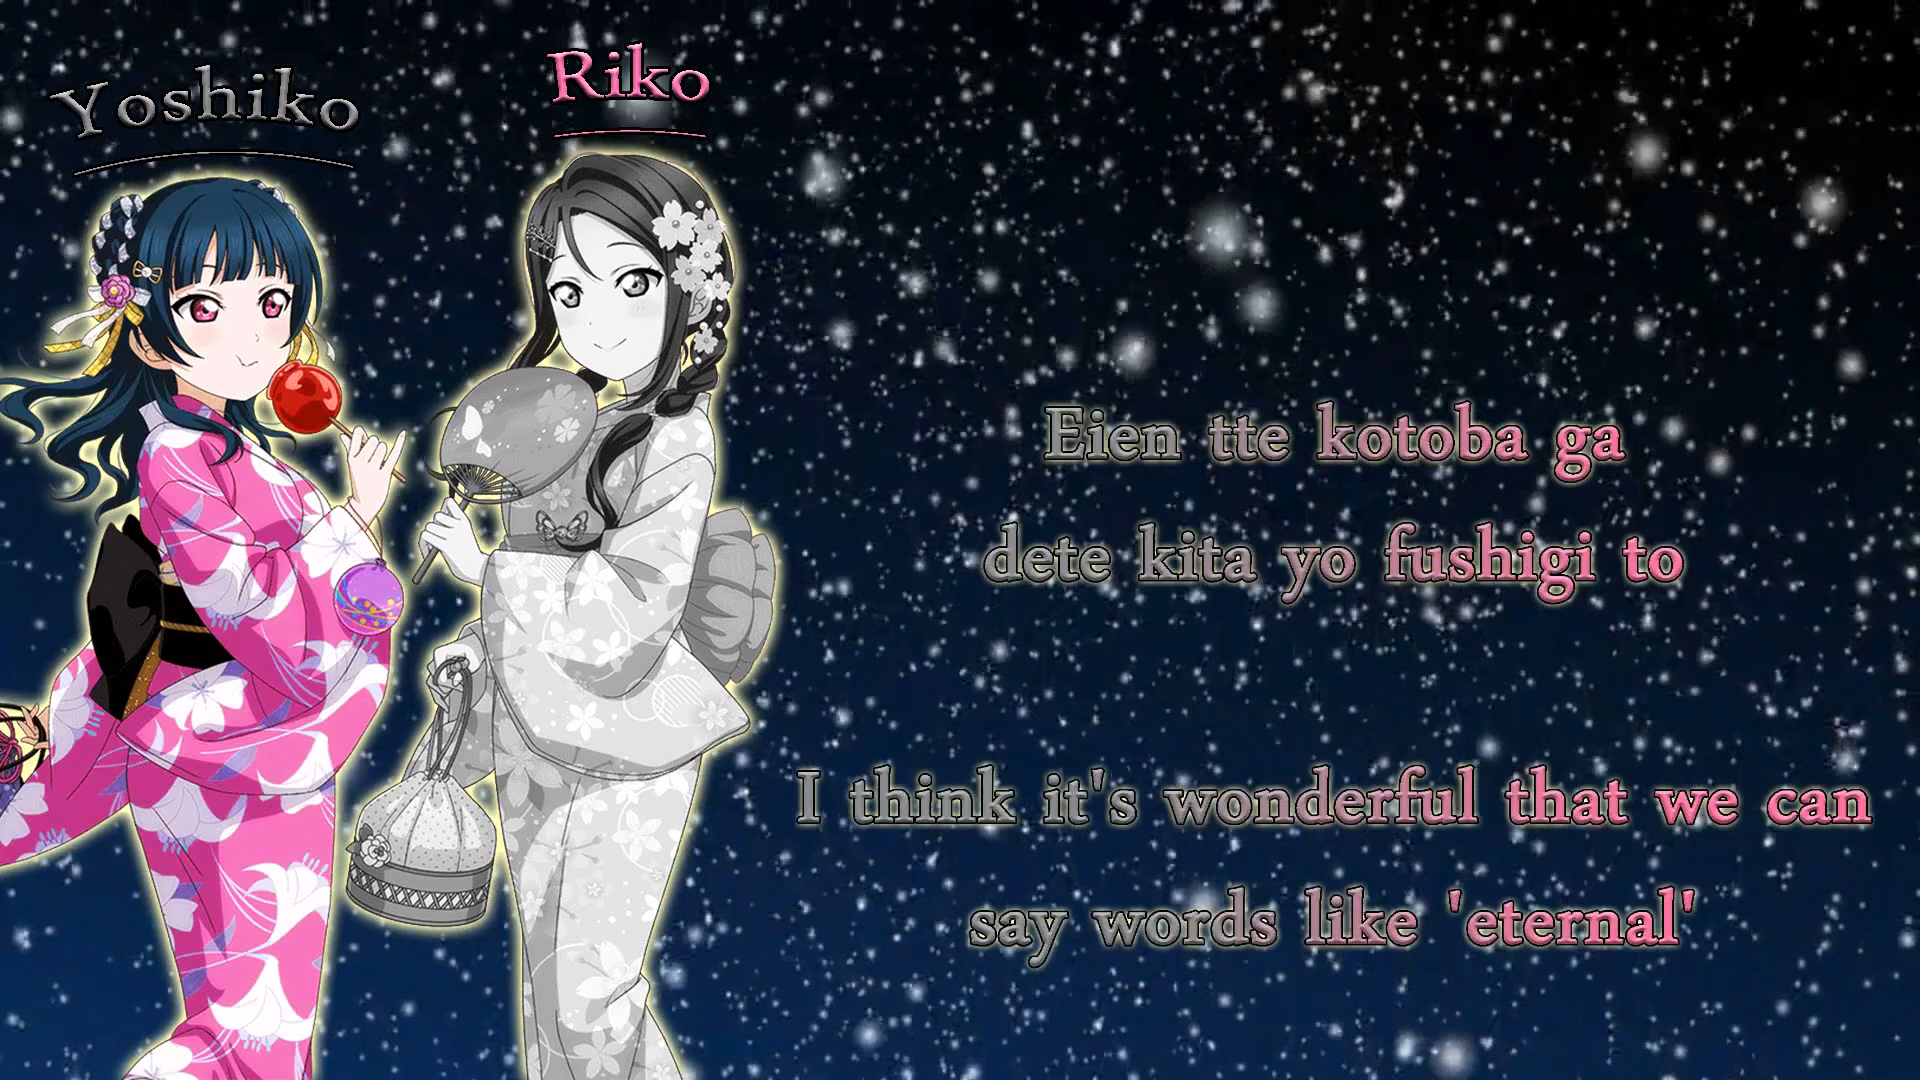 Yoshiko
Riko
Eien tte kotoba ga
dete kita yo fushigi to
I think it's wonderful that we can
say words like 'eternal'